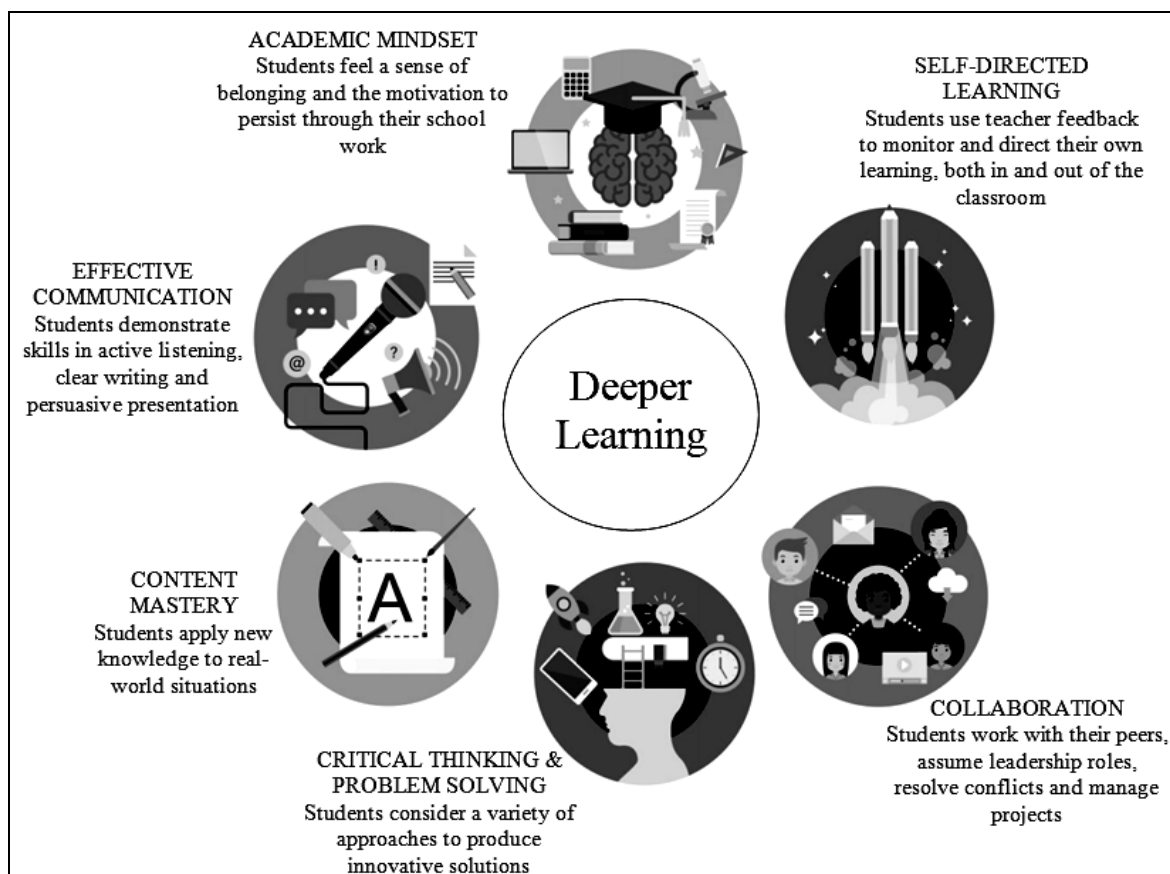 ACADEMIC MINDSET
Students feel a sense of
belonging and the motivation to
persist through their school
work
SELF-DIRECTED
LEARNING
Students use teacher feedback
to monitor and direct their own
learning, both in and out of the
classroom
EFFECTIVE
COMMUNICATION
Students demonstrate
skills in active listening,
clear writing and
persuasive presentation
!
@
?
Deeper
Learning
CONTENT
MASTERY
Students apply new
knowledge to real-
world situations
A
CRITICAL THINKING &
PROBLEM SOLVING
Students consider a variety of
approaches to produce
innovative solutions
COLLABORATION
Students work with their peers,
assume leadership roles,
resolve conflicts and manage
projects